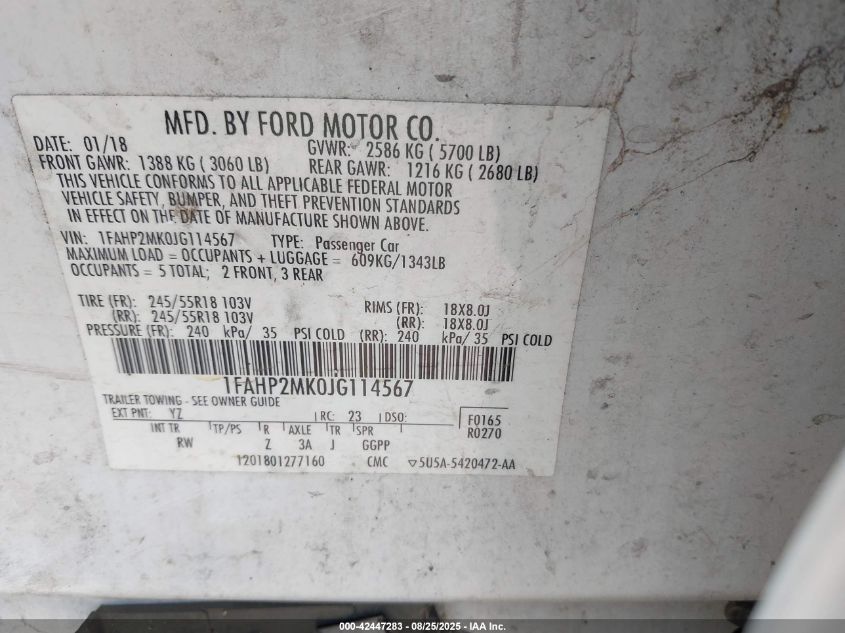 MFD. BY FORD MOTOR CO.
DATE: 01/18 GVWR: 2586 KG ( 5700 LB)
FRONT GAWR: 1388 KG ( 3060 LB) REAR GAWR: 1216 KG ( 2680 LB)
THIS VEHICLE CONFORMS TO ALL APPLICABLE FEDERAL MOTOR
VEHICLE SAFETY, BUMPER, AND THEFT PREVENTION STANDARDS
IN EFFECT ON THE DATE OF MANUFACTURE SHOWN ABOVE.
VIN: 1FAHP2MK0JG114567 TYPE: Passenger Car
MAXIMUM LOAD = OCCUPANTS + LUGGAGE = 609KG/1343LB
OCCUPANTS = 5 TOTAL; 2 FRONT, 3 REAR
TIRE (FR): 245/55R18 103V RIMS (FR): 18X8.0J
(RR): 245/55R18 103V (RR): 18X8.0J
PRESSURE (FR): 240 kPa/ 35 PSI COLD (RR): 240 kPa/ 35 PSI COLD
1FAHP2MK0JG114567
TRAILER TOWING - SEE OWNER GUIDE
EXT PNT: YZ RC: 23 DSO: F0165
INT TR TP/PS R AXLE TR SPR R0270
RW Z 3A J GGPP
1201801277160 CMC ▽5U5A-5420472-AA
000-42447283 - 08/25/2025 - IAA Inc.